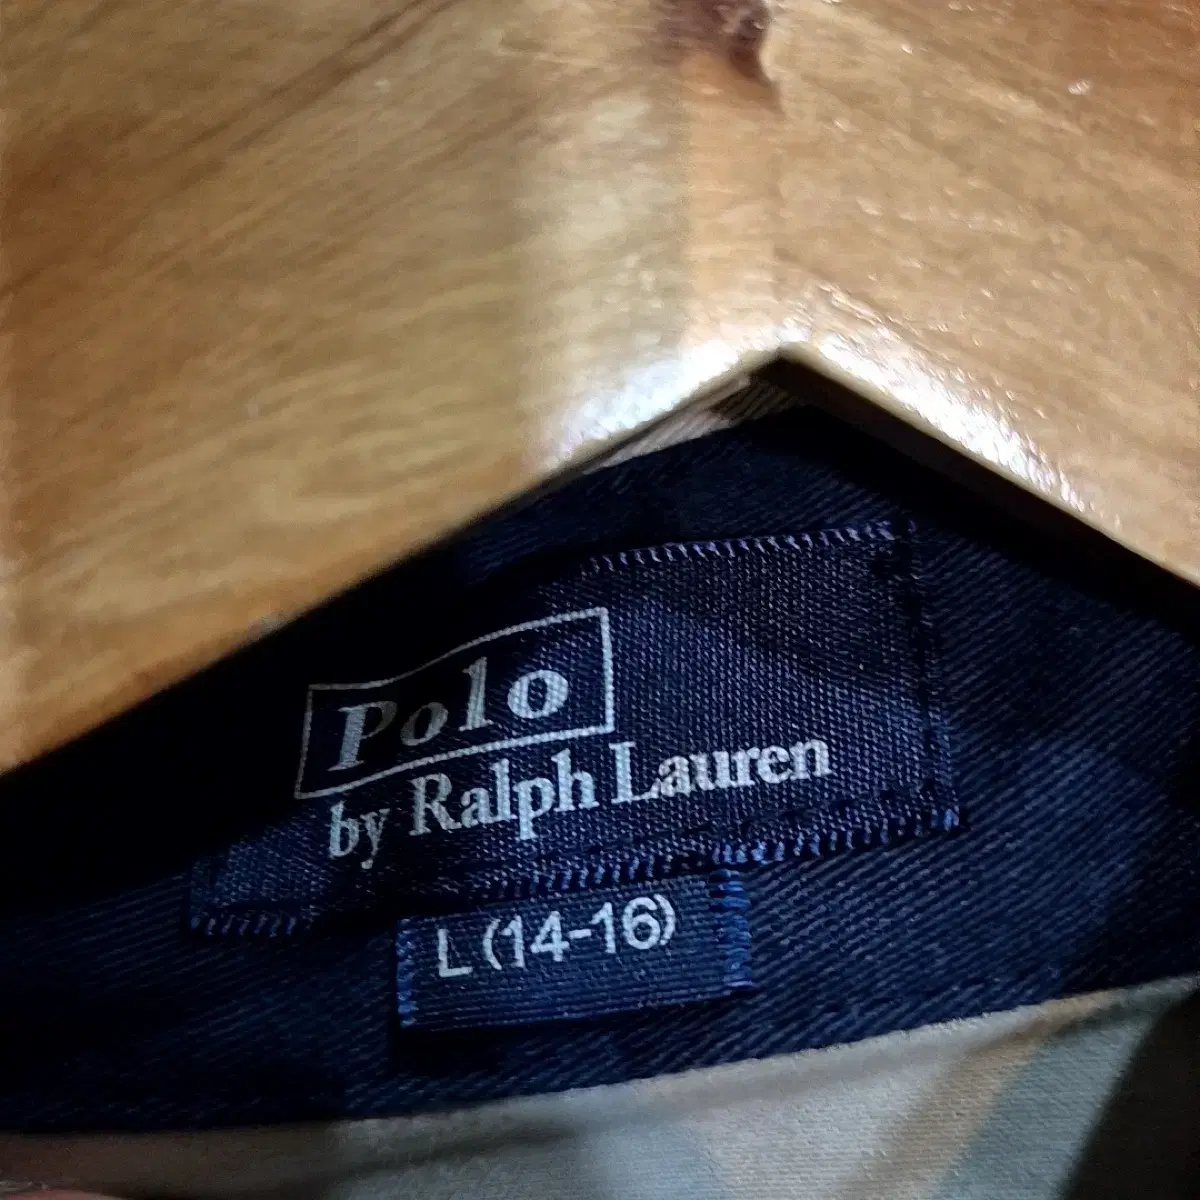 Polo
by Ralph Lauren
L (14-16)